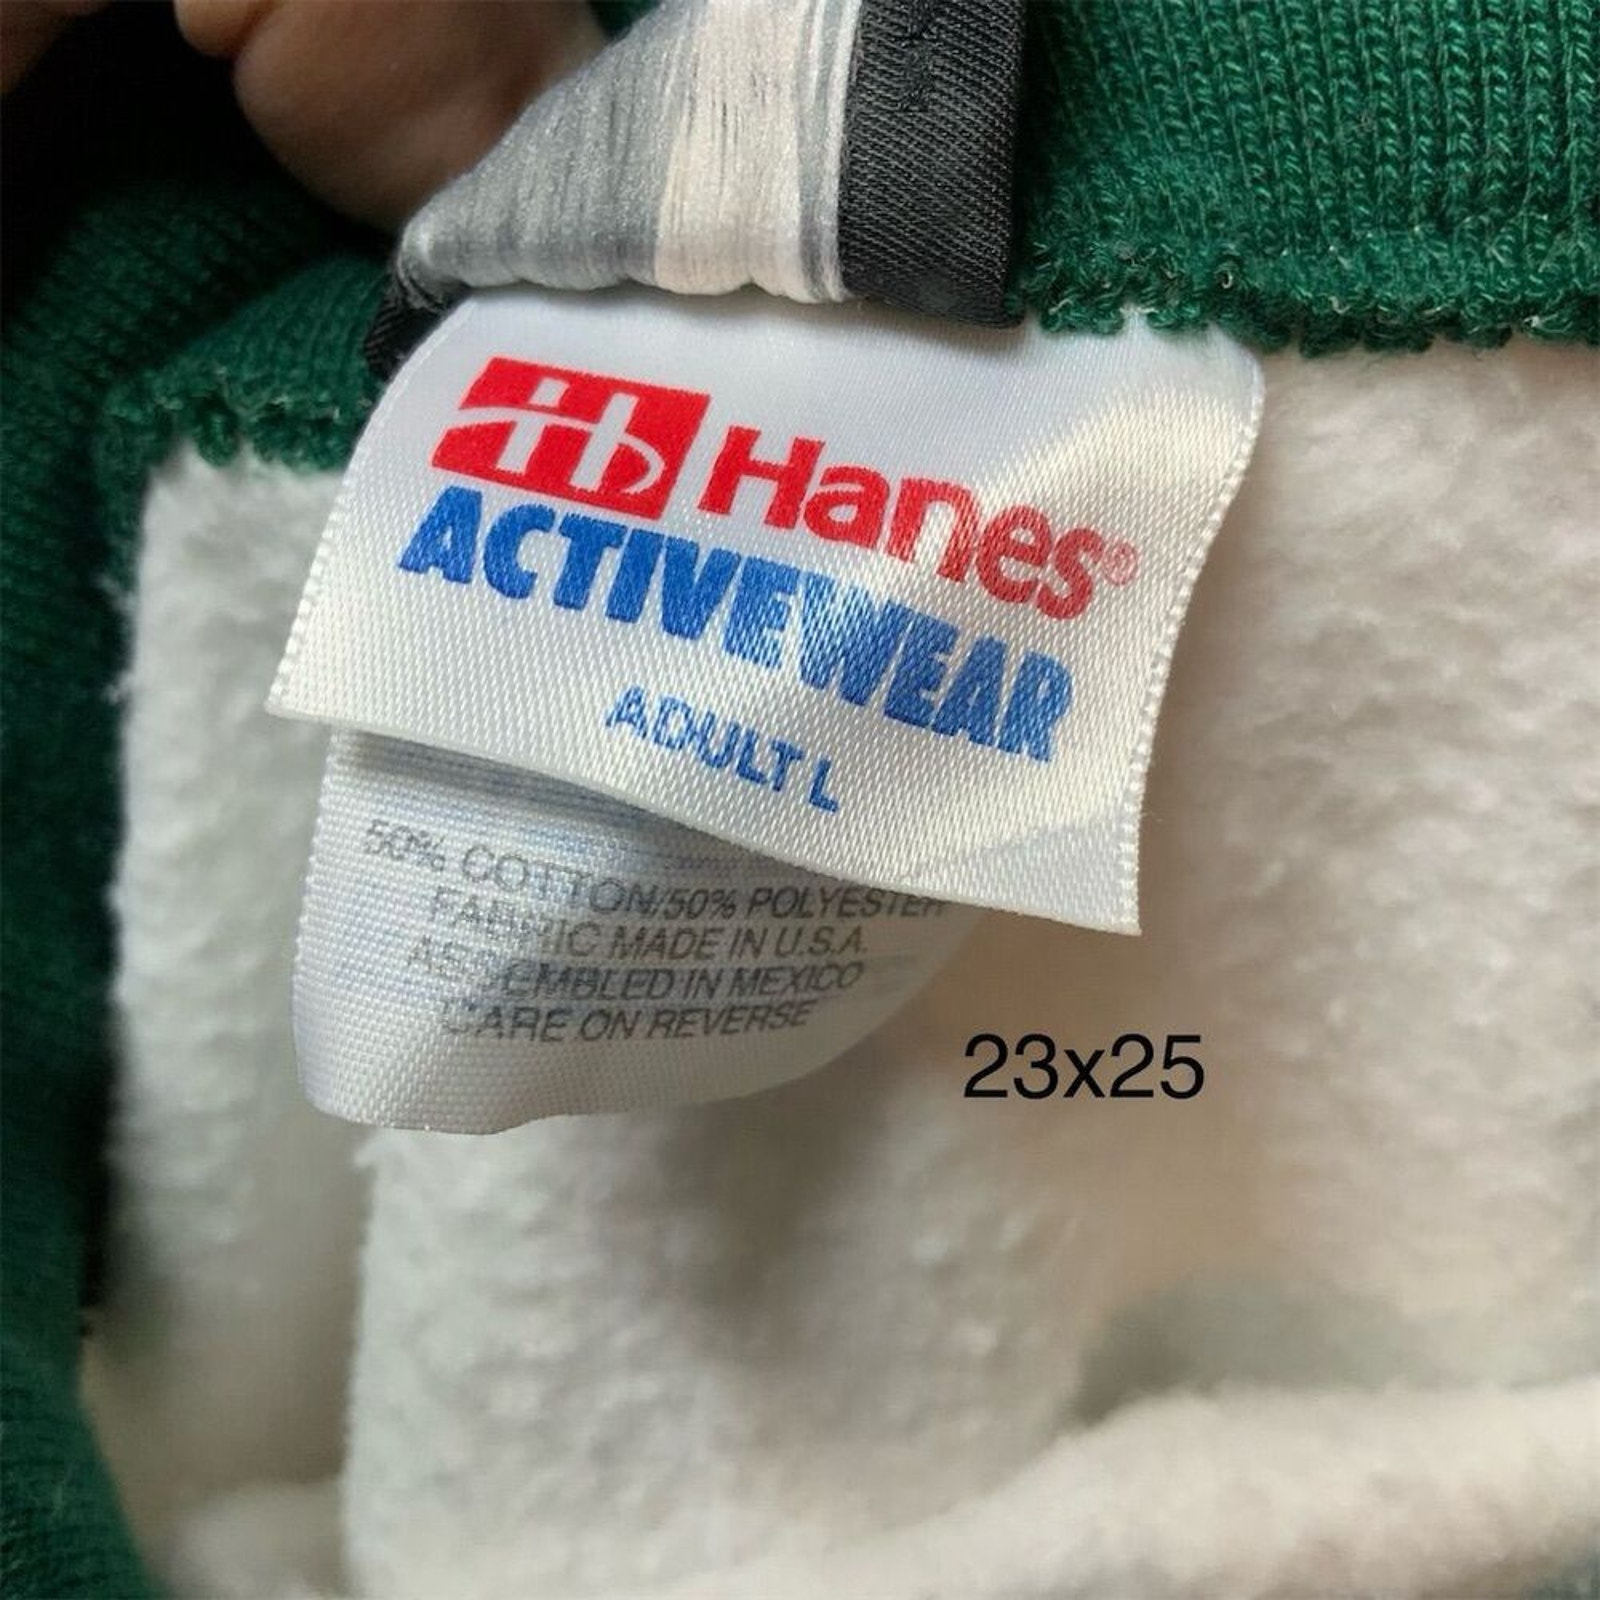 Hanes®
ACTIVEWEAR
ADULT L
50% COTTON/50% POLYESTER
FABRIC MADE IN U.S.A.
ASSEMBLED IN MEXICO
CARE ON REVERSE
23x25